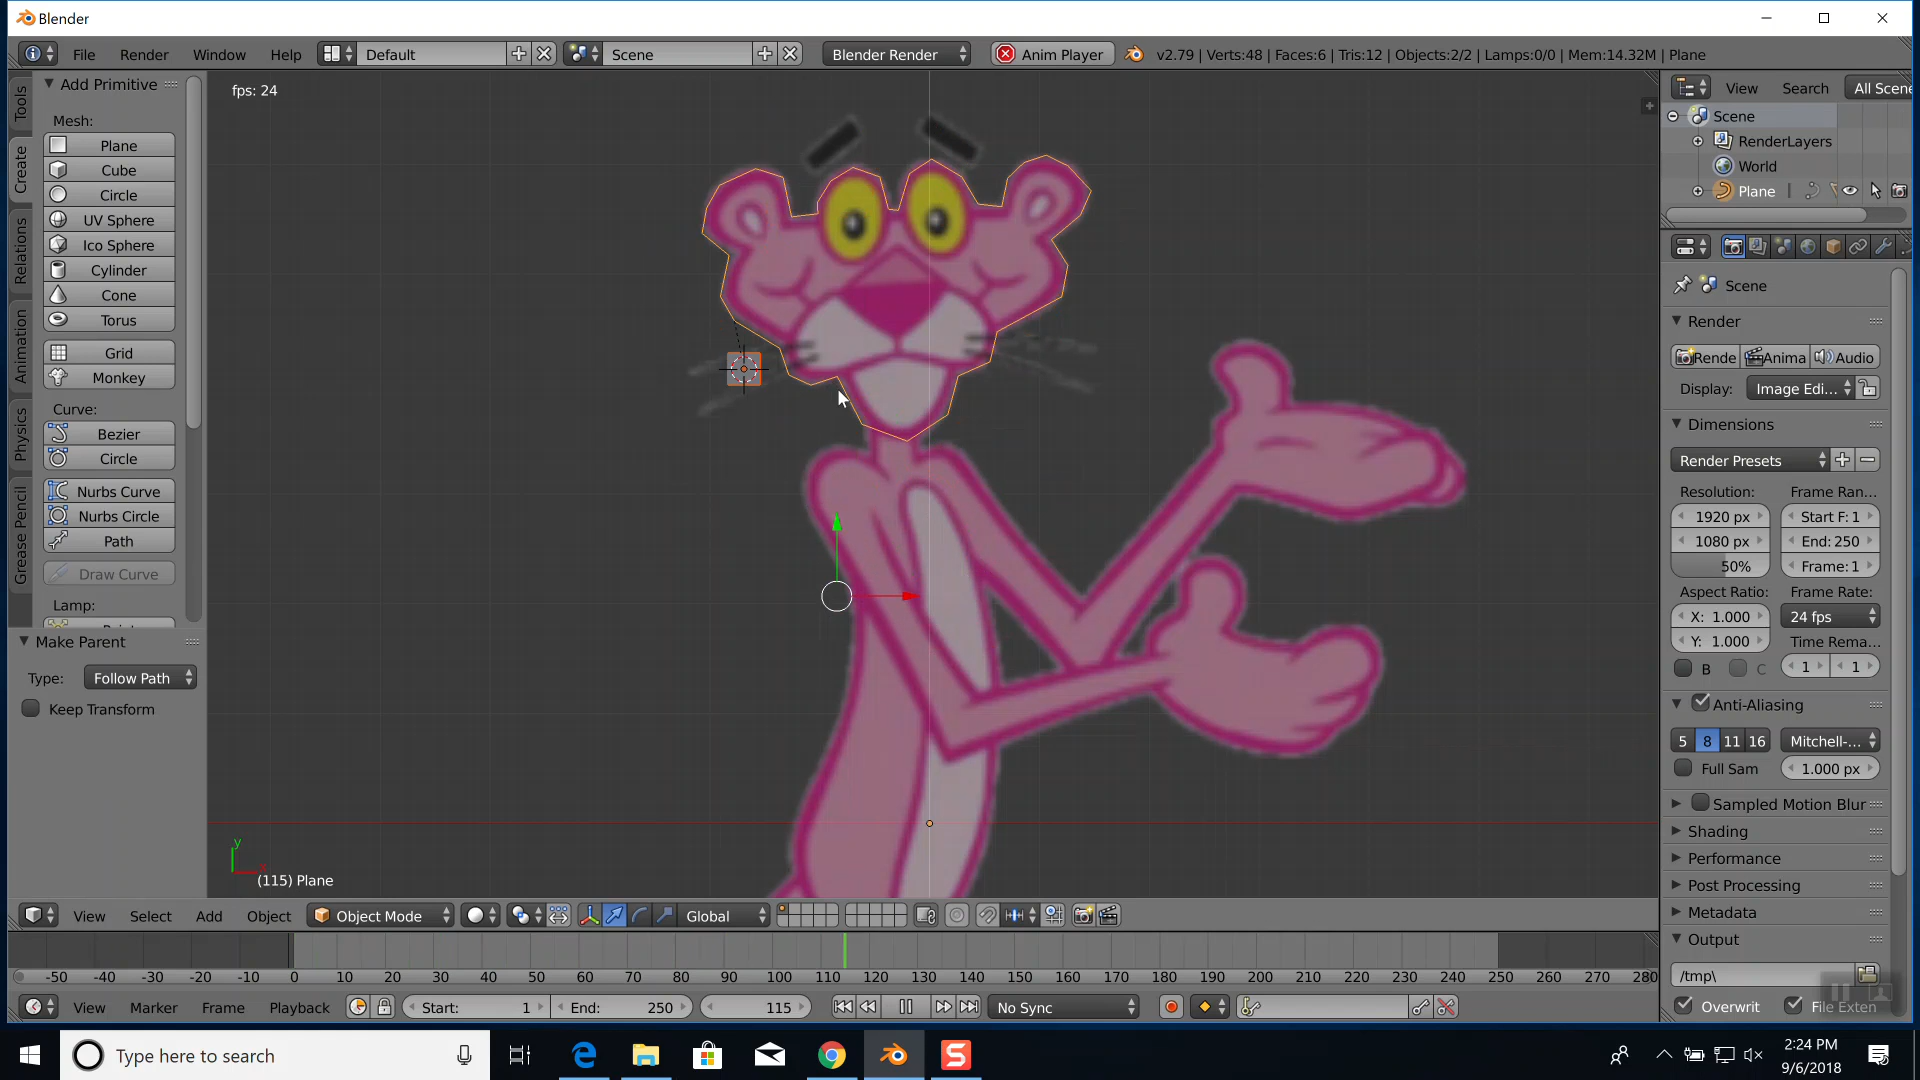 Blender
File Render Window Help Default Scene Blender Render Anim Player v2.79 | Verts:48 | Faces:6 | Tris:12 | Objects:2/2 | Lamps:0/0 | Mem:14.32M | Plane
Tools
Create
Relations
Animation
Physics
Grease Pencil
Add Primitive
Mesh:
Plane
Cube
Circle
UV Sphere
Ico Sphere
Cylinder
Cone
Torus
Grid
Monkey
Curve:
Bezier
Circle
Nurbs Curve
Nurbs Circle
Path
Draw Curve
Lamp:
Make Parent
Type: Follow Path
Keep Transform
fps: 24
y
(115) Plane
View Search All Scene
Scene
RenderLayers
World
Plane
Scene
Render
Rende Anima Audio
Display: Image Edi...
Dimensions
Render Presets
Resolution: Frame Ran...
1920 px Start F: 1
1080 px End: 250
50% Frame: 1
Aspect Ratio: Frame Rate:
X: 1.000 24 fps
Y: 1.000 Time Rema...
B C 1 1
Anti-Aliasing
5 8 11 16 Mitchell-...
Full Sam 1.000 px
Sampled Motion Blur
Shading
Performance
Post Processing
Metadata
Output
/tmp\
Overwrit File Exten
View Select Add Object Object Mode Global
-50 -40 -30 -20 -10 0 10 20 30 40 50 60 70 80 90 100 110 120 130 140 150 160 170 180 190 200 210 220 230 240 250 260 270 280
View Marker Frame Playback Start: 1 End: 250 115 No Sync
Type here to search
2:24 PM
9/6/2018